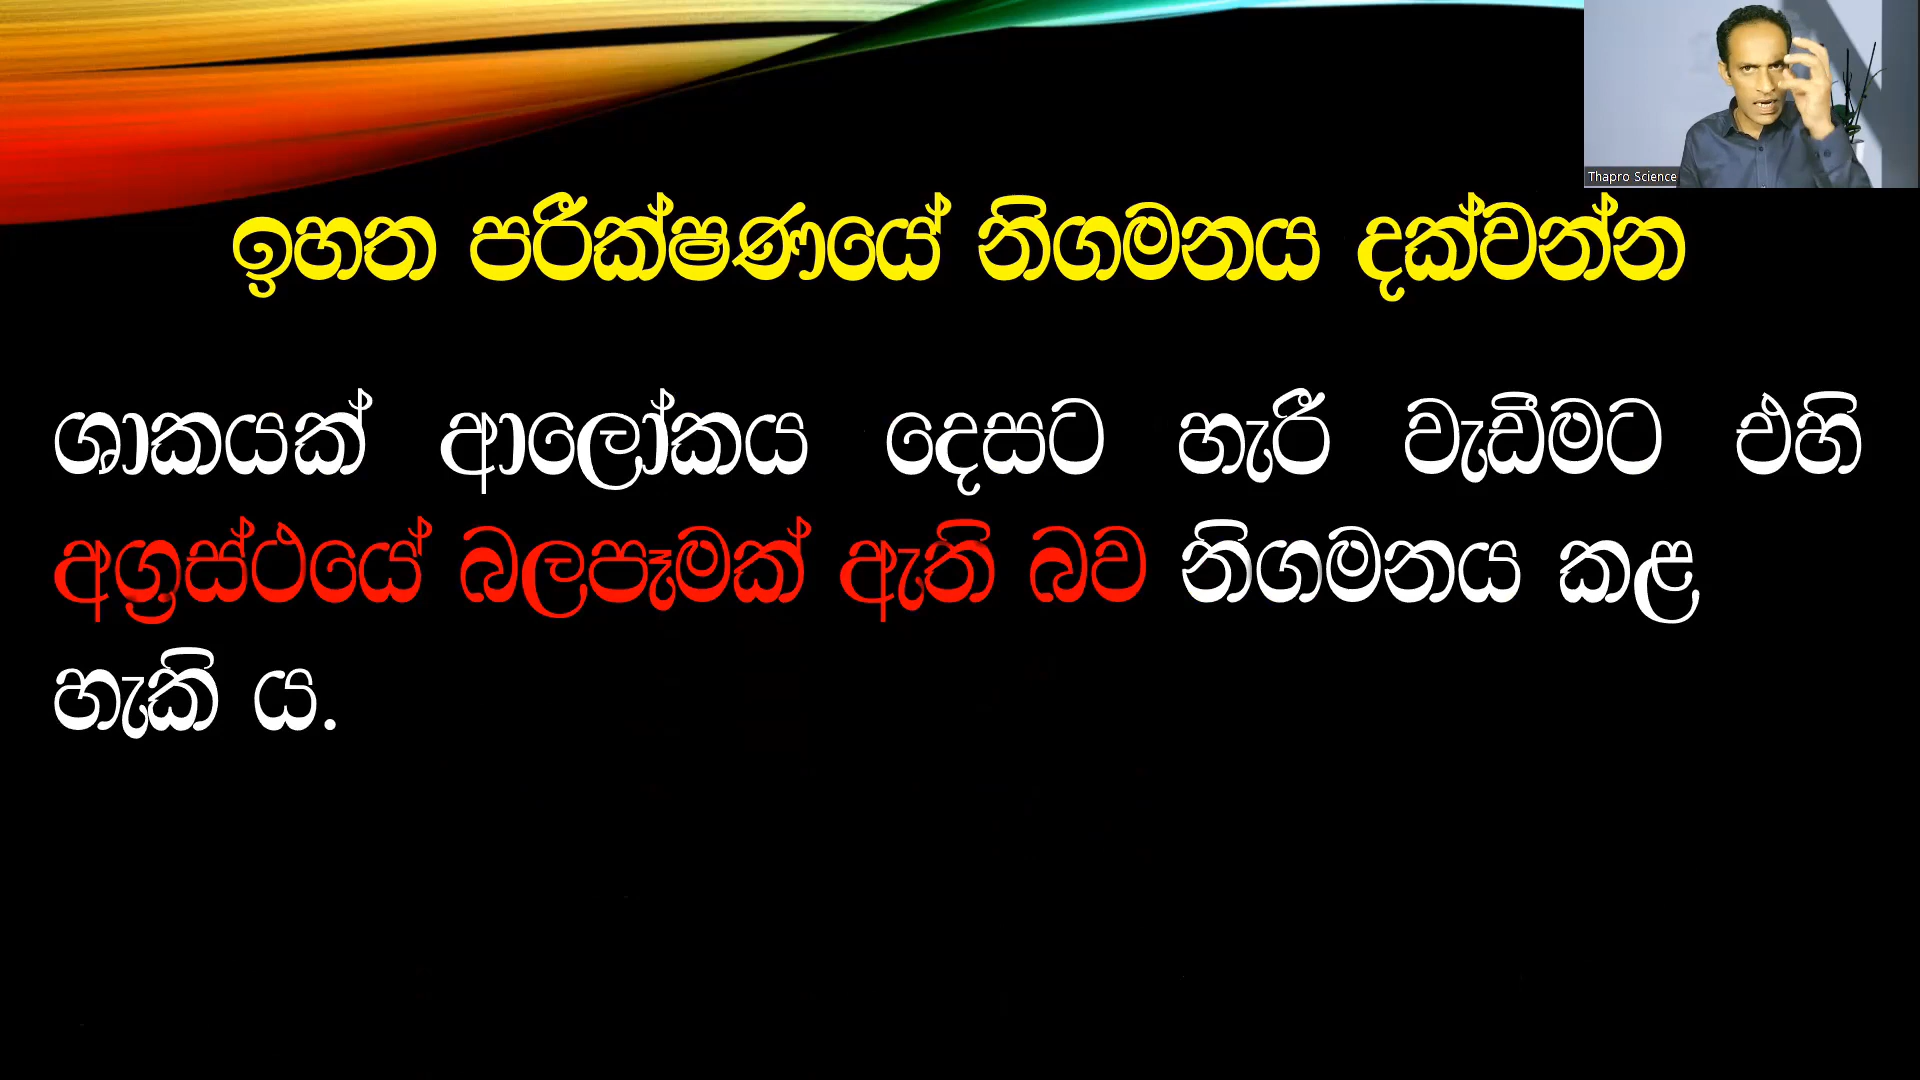 Thapro Science
ඉහත පරීක්ෂණයේ නිගමනය දක්වන්න
ශාකයක් ආලෝකය දෙසට හැරී වැඩීමට එහි
අග්‍රස්ථයේ බලපෑමක් ඇති බව නිගමනය කළ
හැකි ය.